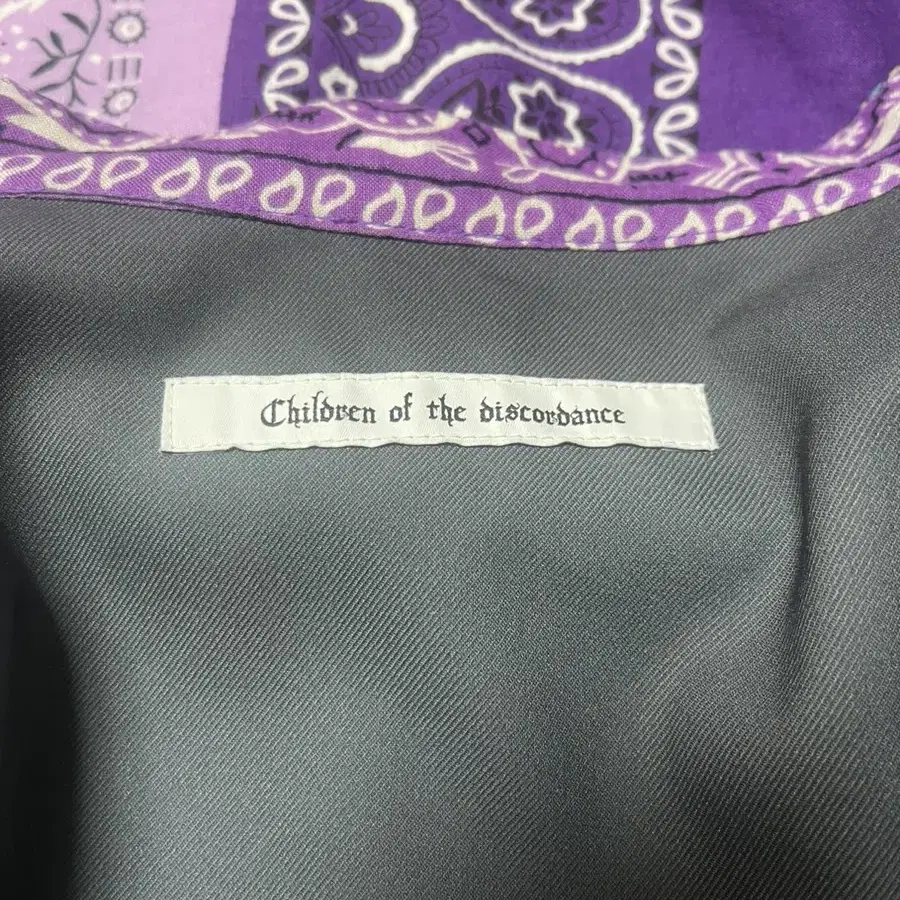 Children of the discordance